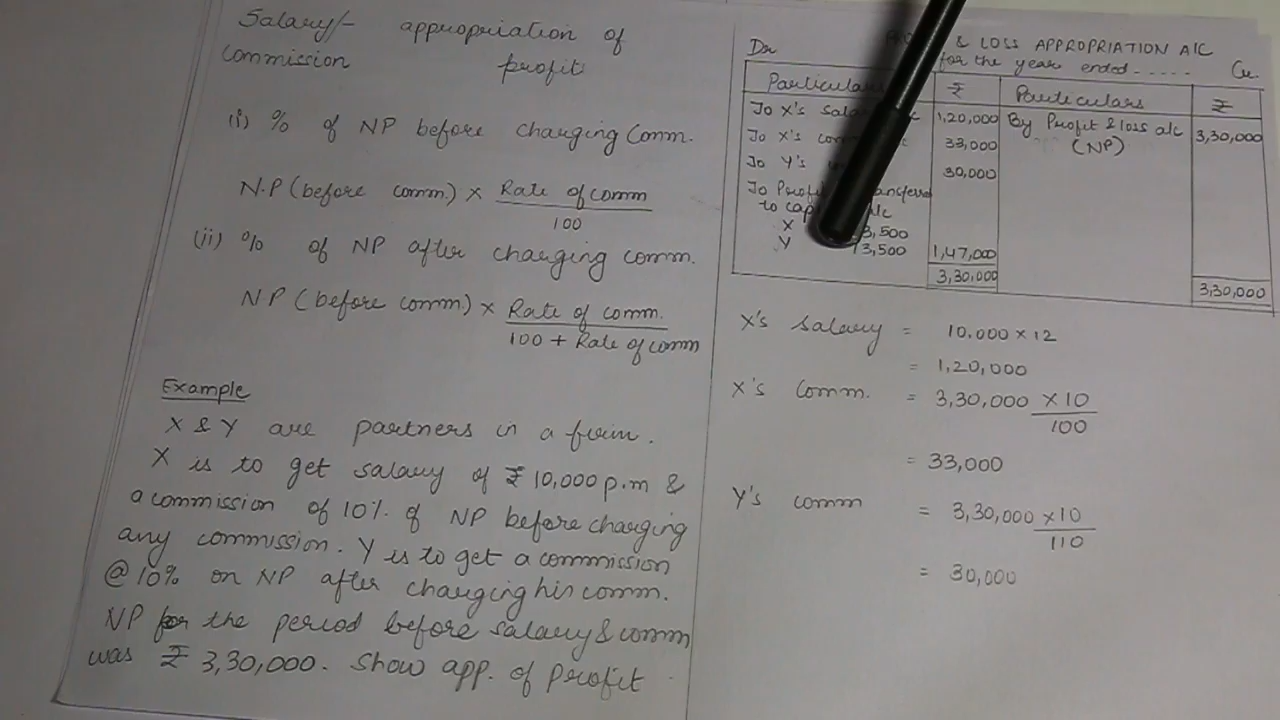 Salary/- appropriation of
commission profit
(i) % of NP before charging Comm.
N.P (before comm.) × Rate of comm
100
(ii) % of NP after charging comm.
N.P (before comm.) × Rate of comm.
100 + Rate of comm
Example
X & Y are partners in a firm.
X is to get salary of ₹ 10,000 p.m &
a commission of 10% of NP before charging
any commission. Y is to get a commission
@ 10% on NP after charging his comm.
NP for the period before salary & comm
was ₹ 3,30,000. Show app. of profit
Dr & LOSS APPROPRIATION A/C
for the year ended ..... Cr.
Particulars ₹ Particulars ₹
To X's 1,20,000 By Profit & loss a/c 3,30,000
To X's 33,000 (NP)
To Y's 30,000
To
to a/c
X 3,500
Y 3,500 1,47,000
3,30,000 3,30,000
X's salary = 10,000 × 12
= 1,20,000
X's Comm. = 3,30,000 × 10
100
= 33,000
Y's comm = 3,30,000 × 10
110
= 30,000